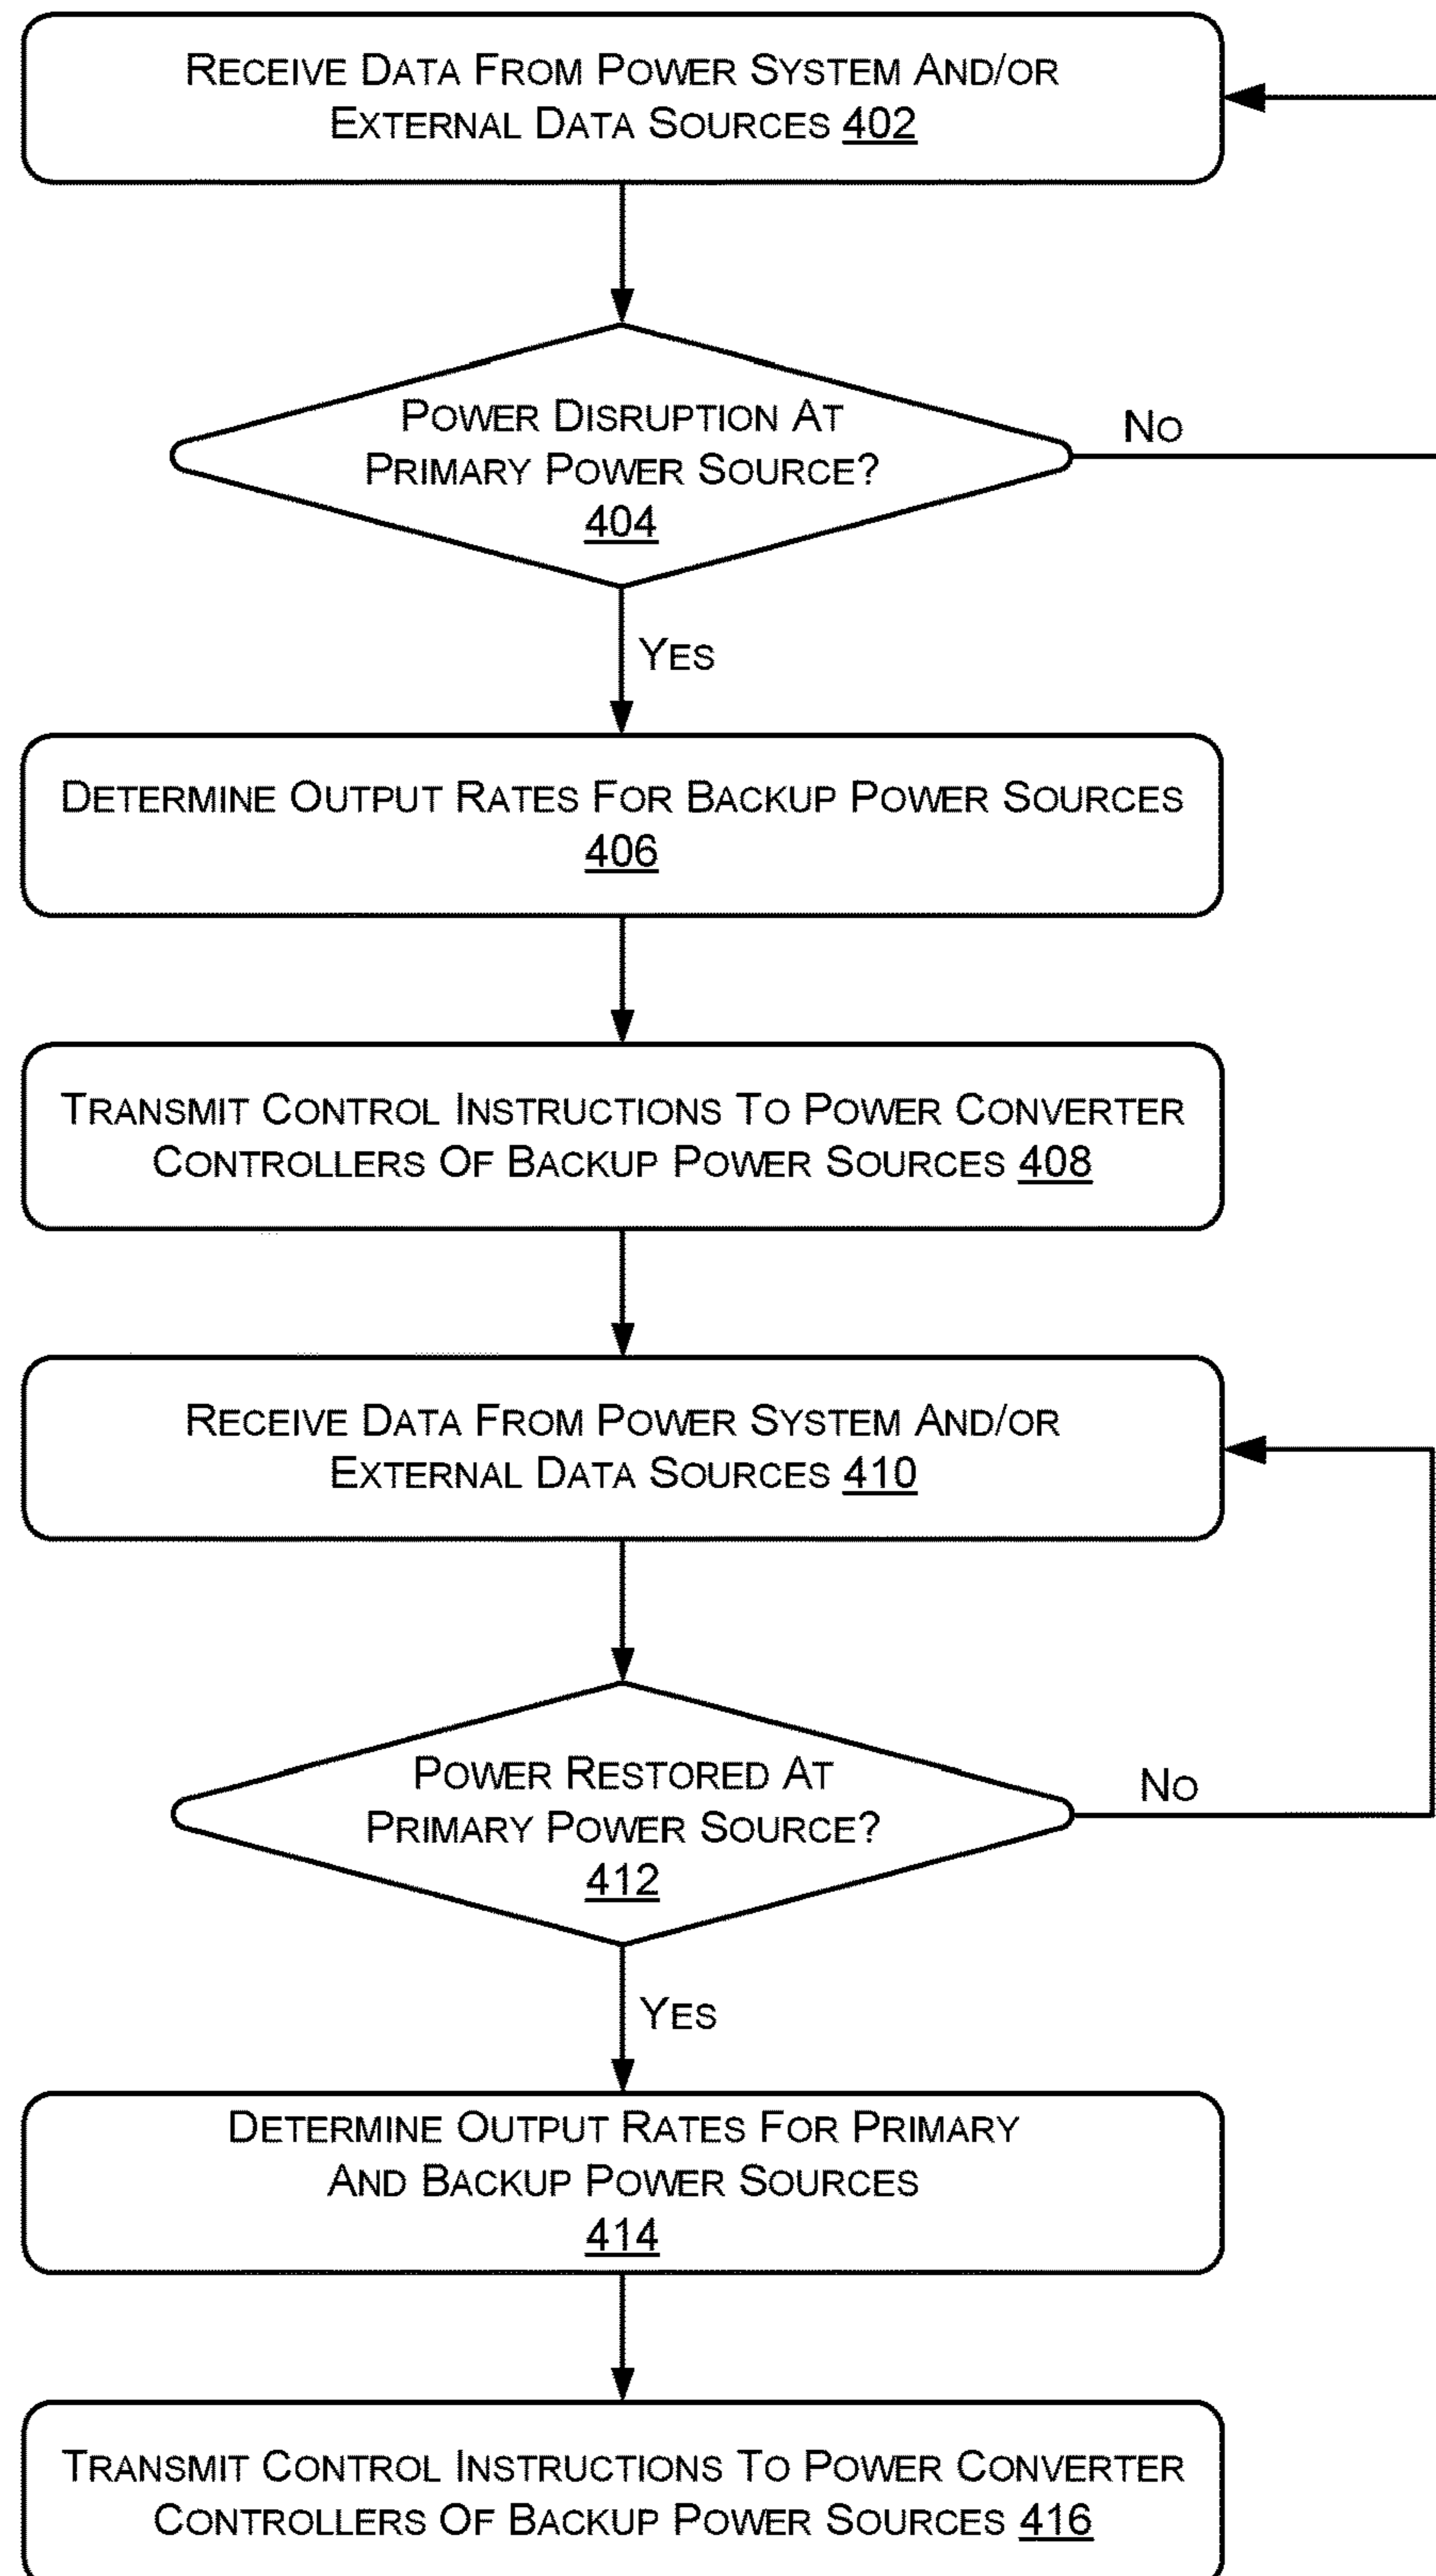 RECEIVE DATA FROM POWER SYSTEM AND/OR
EXTERNAL DATA SOURCES 402
POWER DISRUPTION AT
PRIMARY POWER SOURCE?
404
NO
YES
DETERMINE OUTPUT RATES FOR BACKUP POWER SOURCES
406
TRANSMIT CONTROL INSTRUCTIONS TO POWER CONVERTER
CONTROLLERS OF BACKUP POWER SOURCES 408
RECEIVE DATA FROM POWER SYSTEM AND/OR
EXTERNAL DATA SOURCES 410
POWER RESTORED AT
PRIMARY POWER SOURCE?
412
NO
YES
DETERMINE OUTPUT RATES FOR PRIMARY
AND BACKUP POWER SOURCES
414
TRANSMIT CONTROL INSTRUCTIONS TO POWER CONVERTER
CONTROLLERS OF BACKUP POWER SOURCES 416